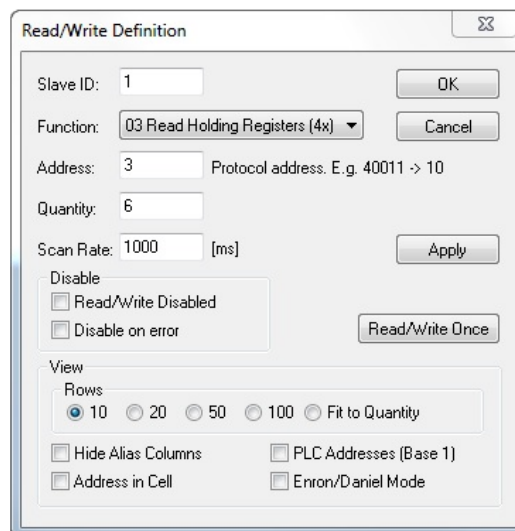 Read/Write Definition
Slave ID: 1 OK
Function: 03 Read Holding Registers (4x) Cancel
Address: 3 Protocol address. E.g. 40011 -> 10
Quantity: 6
Scan Rate: 1000 [ms] Apply
Disable
Read/Write Disabled
Disable on error Read/Write Once
View
Rows
10 20 50 100 Fit to Quantity
Hide Alias Columns PLC Addresses (Base 1)
Address in Cell Enron/Daniel Mode